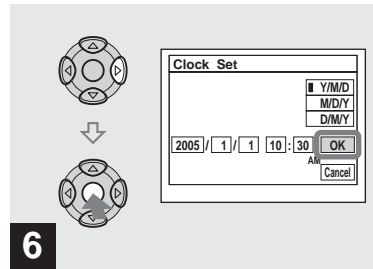 Clock Set
Y/M/D
M/D/Y
D/M/Y
2005 / 1 / 1 10 : 30 OK
AM
Cancel
6